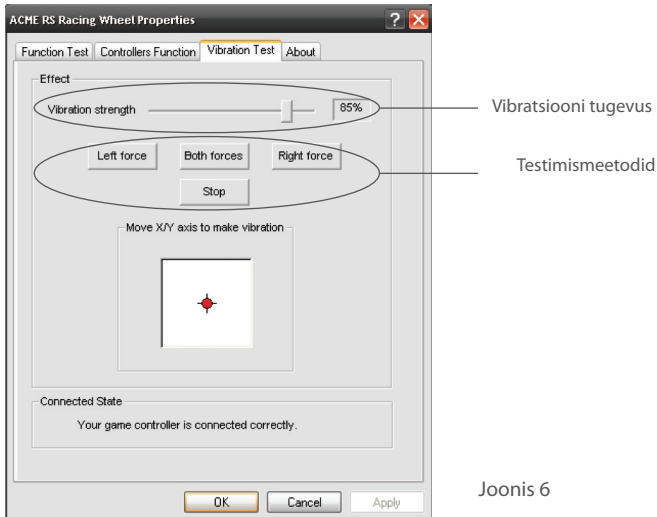 ACME RS Racing Wheel Properties
Function Test Controllers Function Vibration Test About
Effect
Vibration strength 85%
Vibratsiooni tugevus
Left force Both forces Right force
Testimismeetodid
Stop
Move X/Y axis to make vibration
Connected State
Your game controller is connected correctly.
OK Cancel Apply
Joonis 6